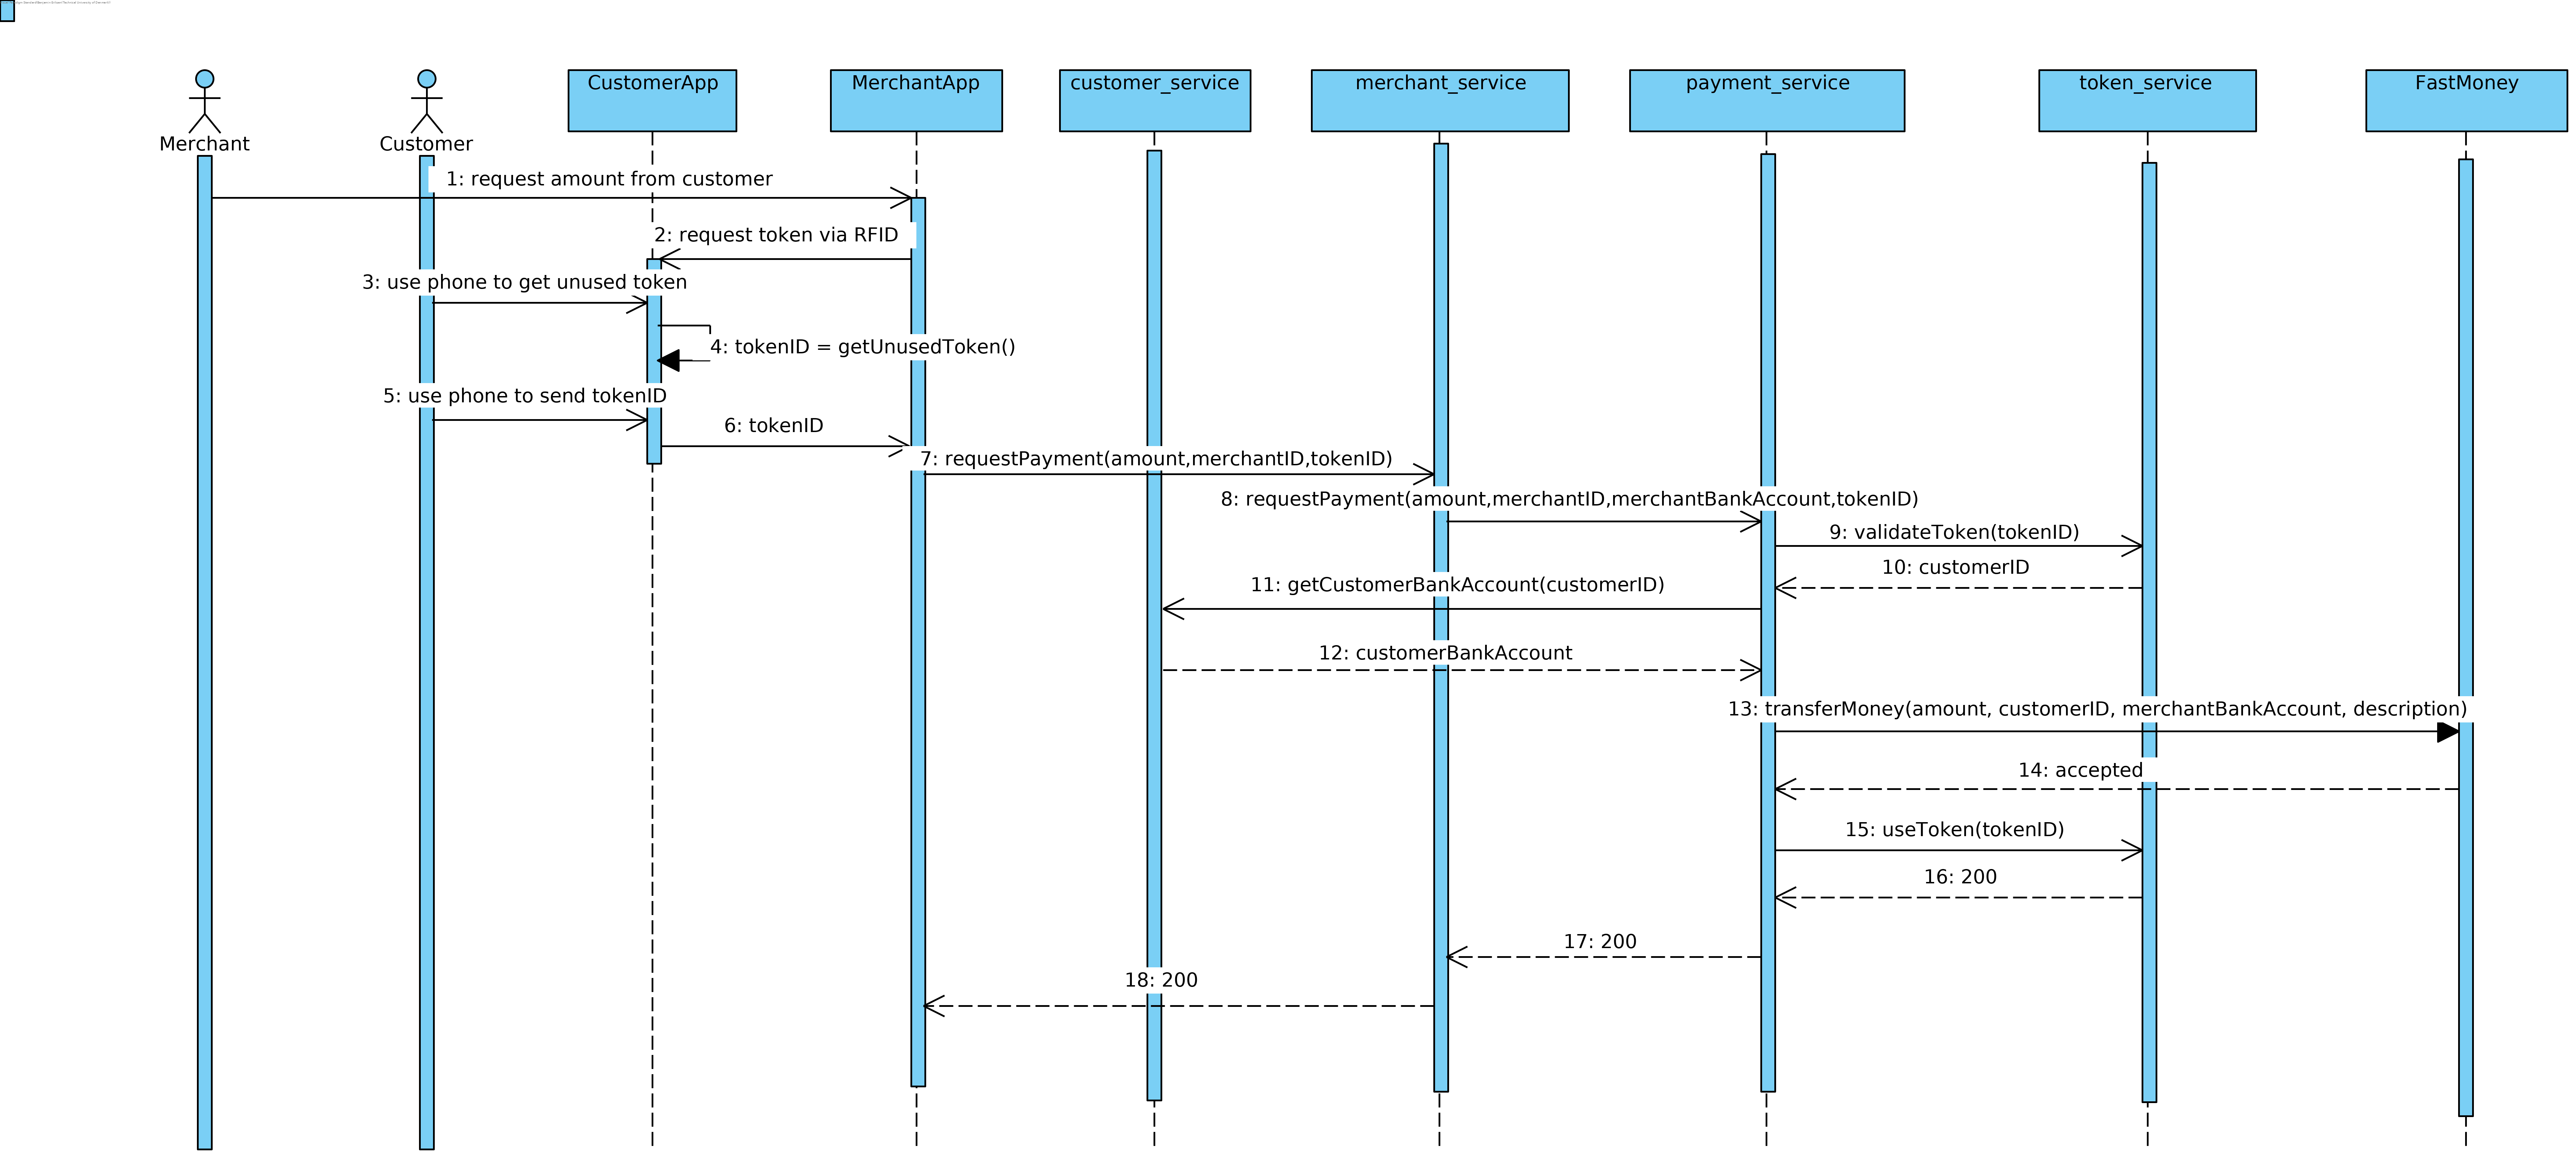 CustomerApp
MerchantApp
customer_service
merchant_service
payment_service
token_service
FastMoney
Merchant
Customer
1: request amount from customer
2: request token via RFID
3: use phone to get unused token
4: tokenID = getUnusedToken()
5: use phone to send tokenID
6: tokenID
7: requestPayment(amount,merchantID,tokenID)
8: requestPayment(amount,merchantID,merchantBankAccount,tokenID)
9: validateToken(tokenID)
10: customerID
11: getCustomerBankAccount(customerID)
12: customerBankAccount
13: transferMoney(amount, customerID, merchantBankAccount, description)
14: accepted
15: useToken(tokenID)
16: 200
17: 200
18: 200